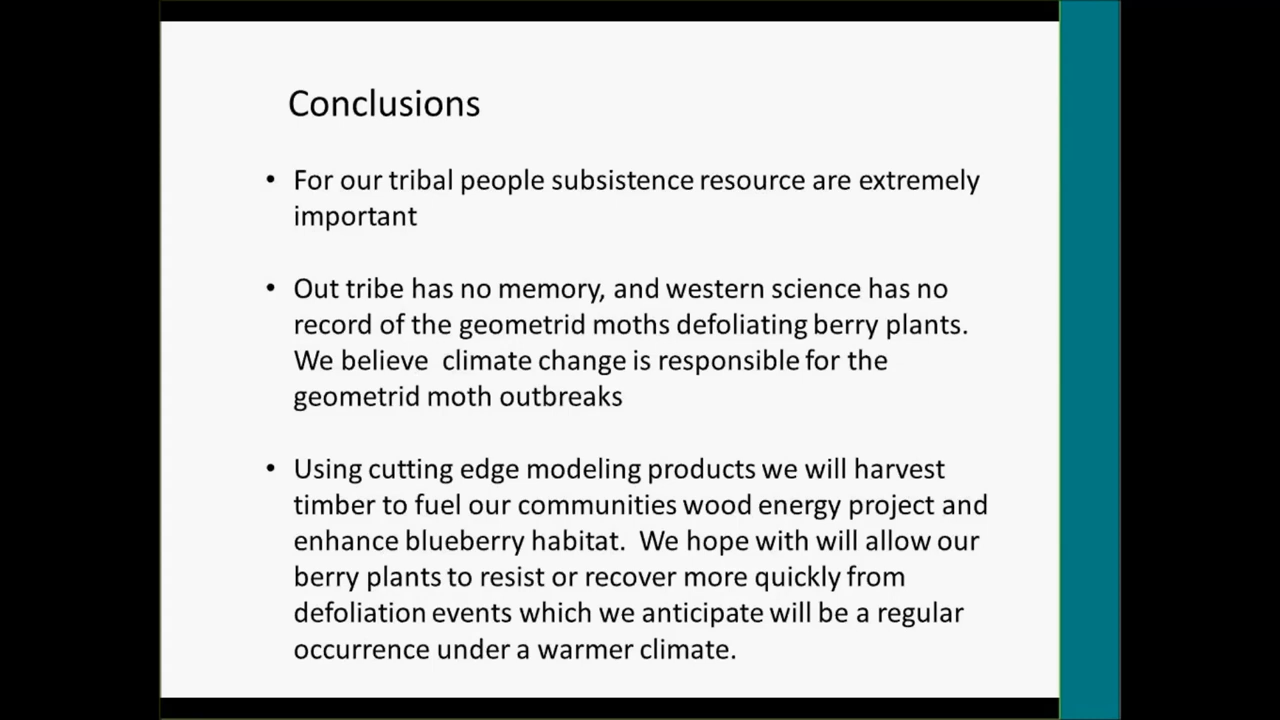 Conclusions
• For our tribal people subsistence resource are extremely
important
• Out tribe has no memory, and western science has no
record of the geometrid moths defoliating berry plants.
We believe  climate change is responsible for the
geometrid moth outbreaks
• Using cutting edge modeling products we will harvest
timber to fuel our communities wood energy project and
enhance blueberry habitat.  We hope with will allow our
berry plants to resist or recover more quickly from
defoliation events which we anticipate will be a regular
occurrence under a warmer climate.